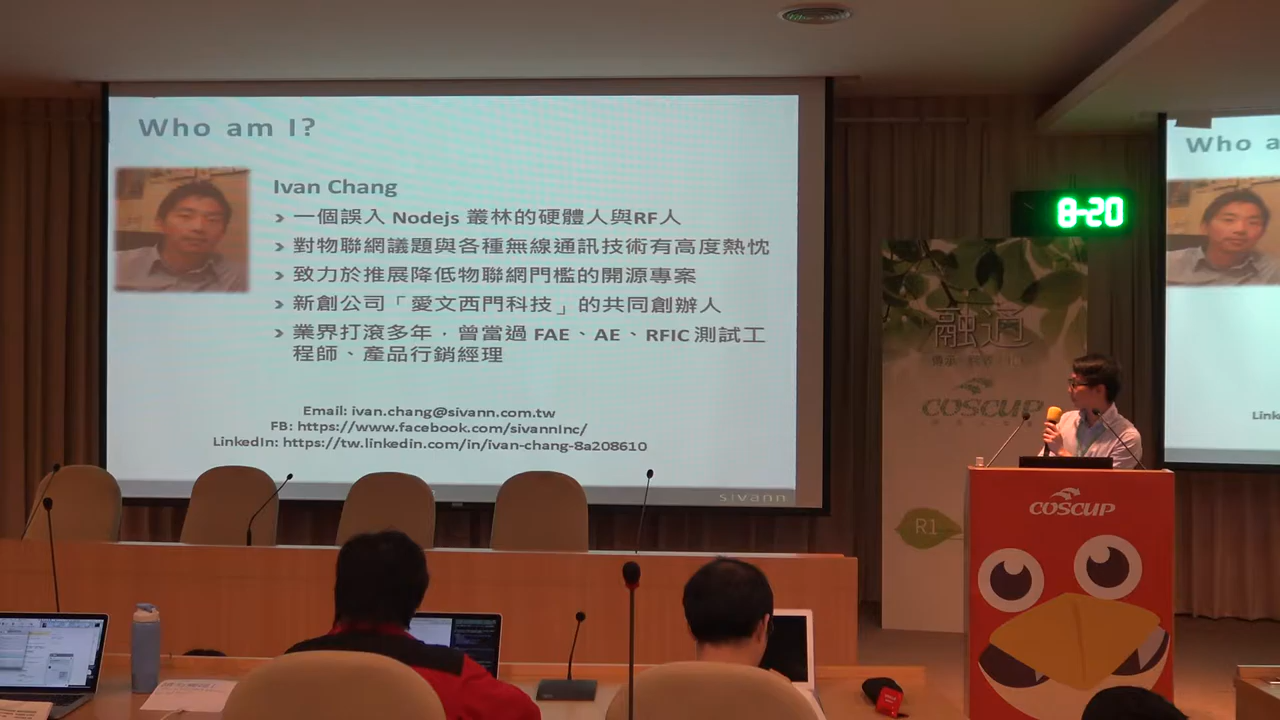 Who am I?
Ivan Chang
› 一個誤入 Nodejs 叢林的硬體人與RF人
› 對物聯網議題與各種無線通訊技術有高度熱忱
› 致力於推展降低物聯網門檻的開源專案
› 新創公司「愛文西門科技」的共同創辦人
› 業界打滾多年，曾當過 FAE、AE、RFIC 測試工
程師、產品行銷經理
Email: ivan.chang@sivann.com.tw
FB: https://www.facebook.com/sivannInc/
LinkedIn: https://tw.linkedin.com/in/ivan-chang-8a208610
sivann
Who a
Link
8-20
融通
COSCUP
R1
COSCUP